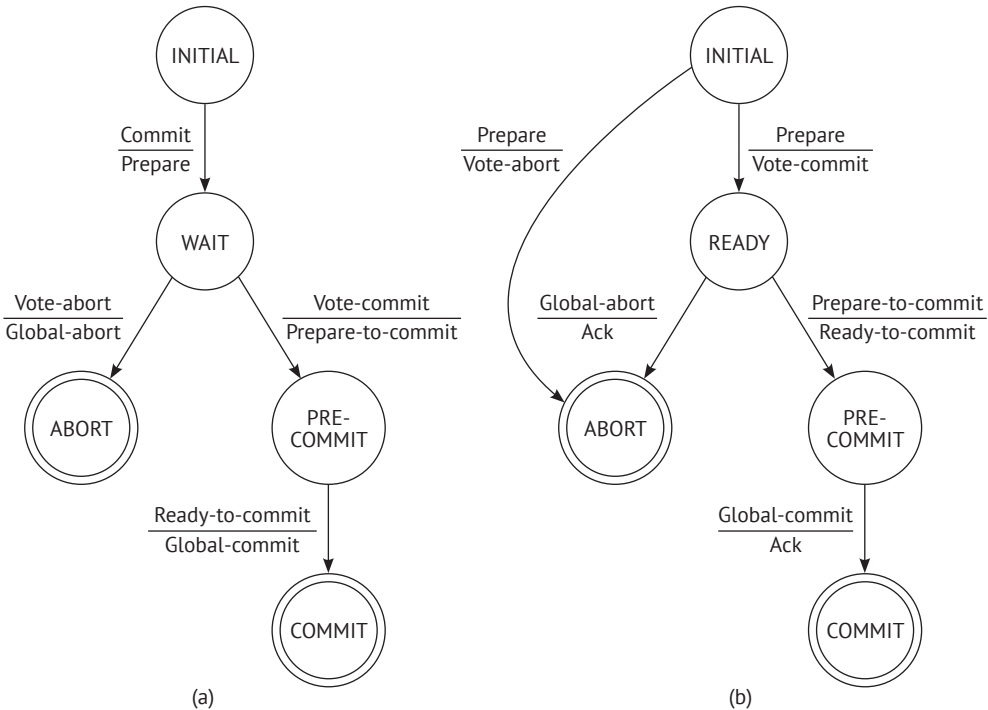 INITIAL
Commit
Prepare
WAIT
Vote-abort
Global-abort
Vote-commit
Prepare-to-commit
ABORT
PRE-
COMMIT
Ready-to-commit
Global-commit
COMMIT
(a)
INITIAL
Prepare
Vote-abort
Prepare
Vote-commit
READY
Global-abort
Ack
Prepare-to-commit
Ready-to-commit
ABORT
PRE-
COMMIT
Global-commit
Ack
COMMIT
(b)